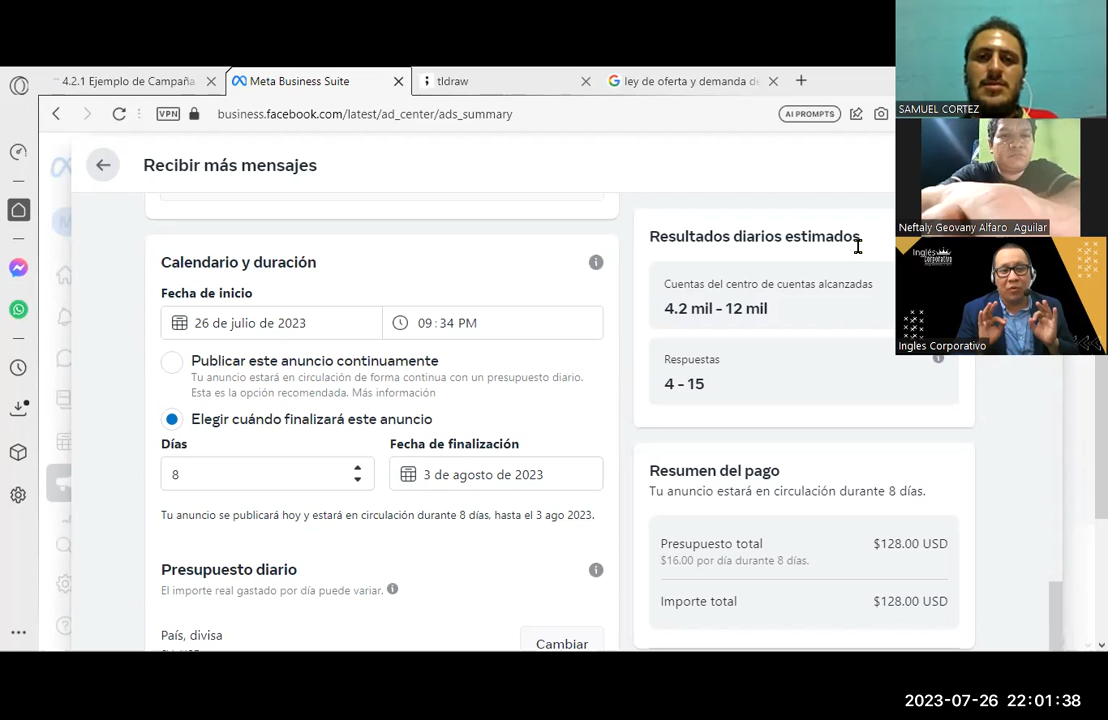 4.2.1 Ejemplo de Campaña
Meta Business Suite
tldraw
ley de oferta y demanda de
VPN
business.facebook.com/latest/ad_center/ads_summary
AI PROMPTS
SAMUEL CORTEZ
Recibir más mensajes
Neftaly Geovany Alfaro Aguilar
Inglés
Corporativo
Ingles Corporativo
Calendario y duración
Fecha de inicio
26 de julio de 2023
09:34 PM
Publicar este anuncio continuamente
Tu anuncio estará en circulación de forma continua con un presupuesto diario.
Esta es la opción recomendada. Más información
Elegir cuándo finalizará este anuncio
Días
Fecha de finalización
8
3 de agosto de 2023
Tu anuncio se publicará hoy y estará en circulación durante 8 días, hasta el 3 ago 2023.
Presupuesto diario
El importe real gastado por día puede variar.
País, divisa
Cambiar
Resultados diarios estimados
Cuentas del centro de cuentas alcanzadas
4.2 mil - 12 mil
Respuestas
4 - 15
Resumen del pago
Tu anuncio estará en circulación durante 8 días.
Presupuesto total
$128.00 USD
$16.00 por día durante 8 días.
Importe total
$128.00 USD
2023-07-26 22:01:38